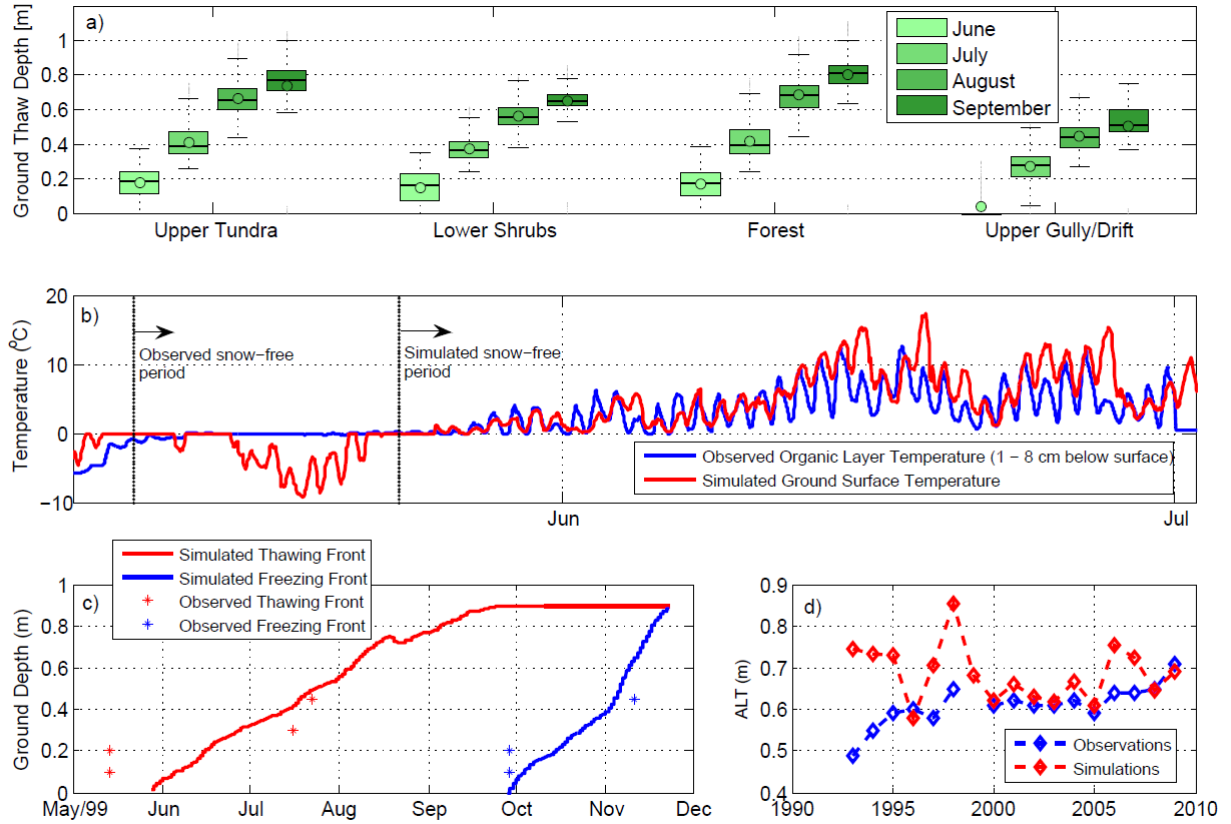 a)
Ground Thaw Depth [m]
1
0.8
0.6
0.4
0.2
0
June
July
August
September
Upper Tundra
Lower Shrubs
Forest
Upper Gully/Drift
b)
Temperature (°C)
20
10
0
−10
Observed snow−free
period
Simulated snow−free
period
Observed Organic Layer Temperature (1 − 8 cm below surface)
Simulated Ground Surface Temperature
Jun
Jul
Simulated Thawing Front
Simulated Freezing Front
Observed Thawing Front
Observed Freezing Front
c)
Ground Depth (m)
1
0.8
0.6
0.4
0.2
0
May/99
Jun
Jul
Aug
Sep
Oct
Nov
Dec
d)
ALT (m)
0.9
0.8
0.7
0.6
0.5
0.4
Observations
Simulations
1990
1995
2000
2005
2010